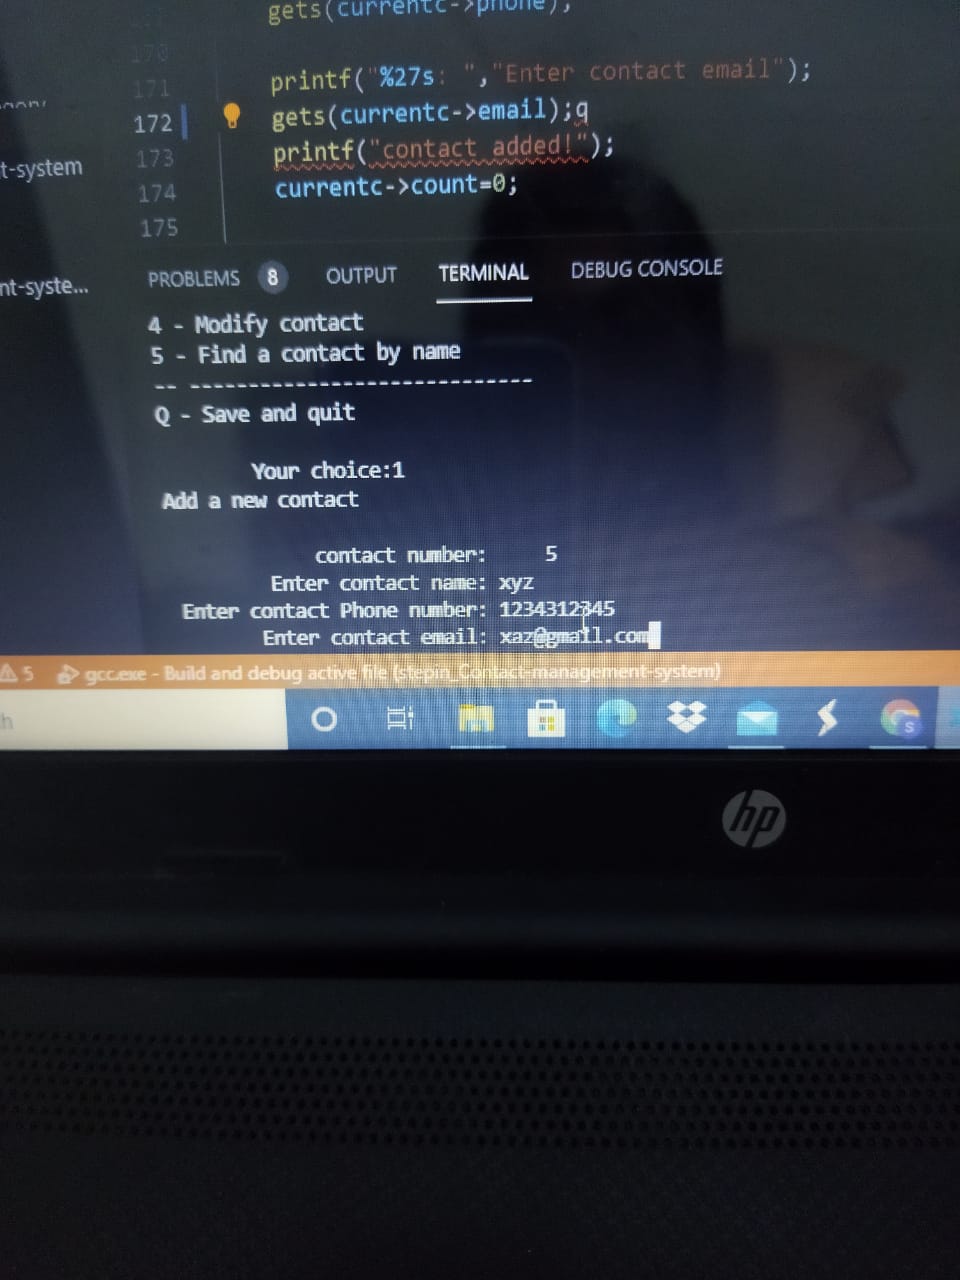 gets(currentc->phone);
170
171 printf("%27s: ","Enter contact email");
172 gets(currentc->email);q
173 printf("contact added!");
174 currentc->count=0;
175
t-system
nt-syste...
PROBLEMS 8 OUTPUT TERMINAL DEBUG CONSOLE
4 - Modify contact
5 - Find a contact by name
-- ------------------------------
Q - Save and quit
Your choice:1
Add a new contact
contact number: 5
Enter contact name: xyz
Enter contact Phone number: 1234312345
Enter contact email: xaz@gmail.com
5 gcc.exe - Build and debug active file (stepin_Contact-management-system)
h
S
hp